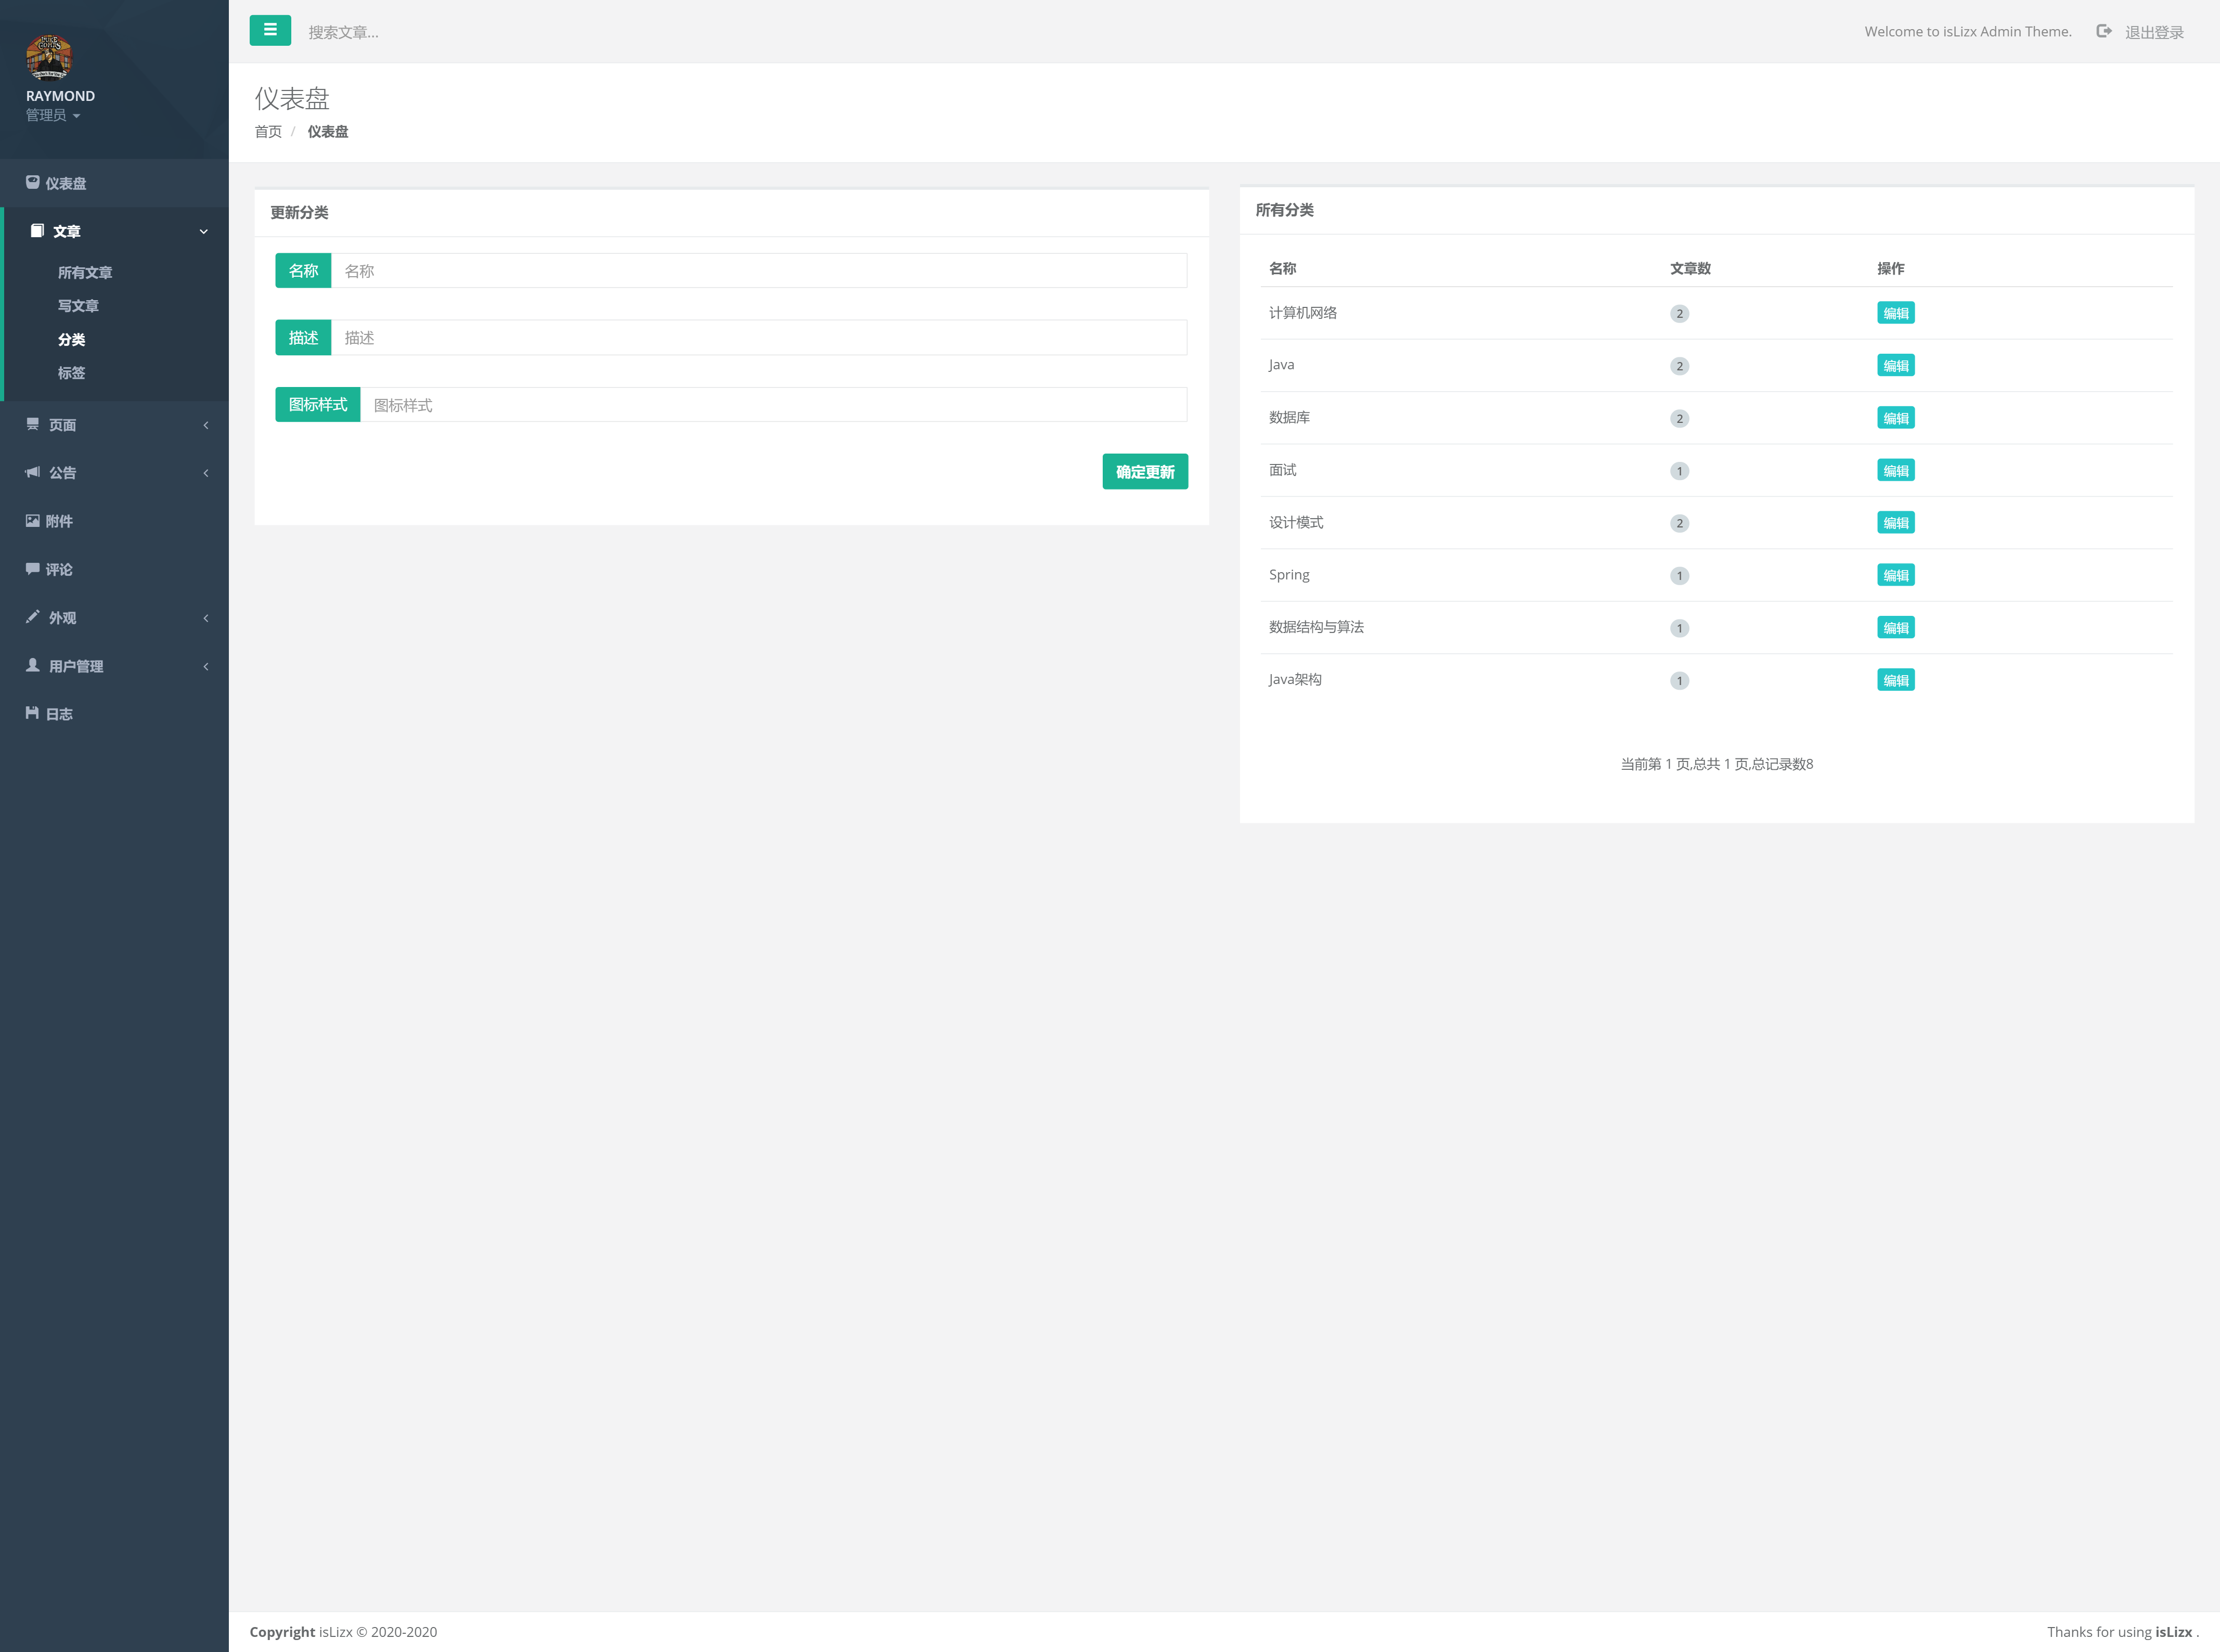 RAYMOND
管理员
仪表盘
文章
所有文章
写文章
分类
标签
页面
公告
附件
评论
外观
用户管理
日志
搜索文章...
Welcome to isLizx Admin Theme.
退出登录
仪表盘
首页 / 仪表盘
更新分类
名称 名称
描述 描述
图标样式 图标样式
确定更新
所有分类
名称 文章数 操作
计算机网络 2 编辑
Java 2 编辑
数据库 2 编辑
面试 1 编辑
设计模式 2 编辑
Spring 1 编辑
数据结构与算法 1 编辑
Java架构 1 编辑
当前第 1 页,总共 1 页,总记录数8
Copyright isLizx © 2020-2020
Thanks for using isLizx .